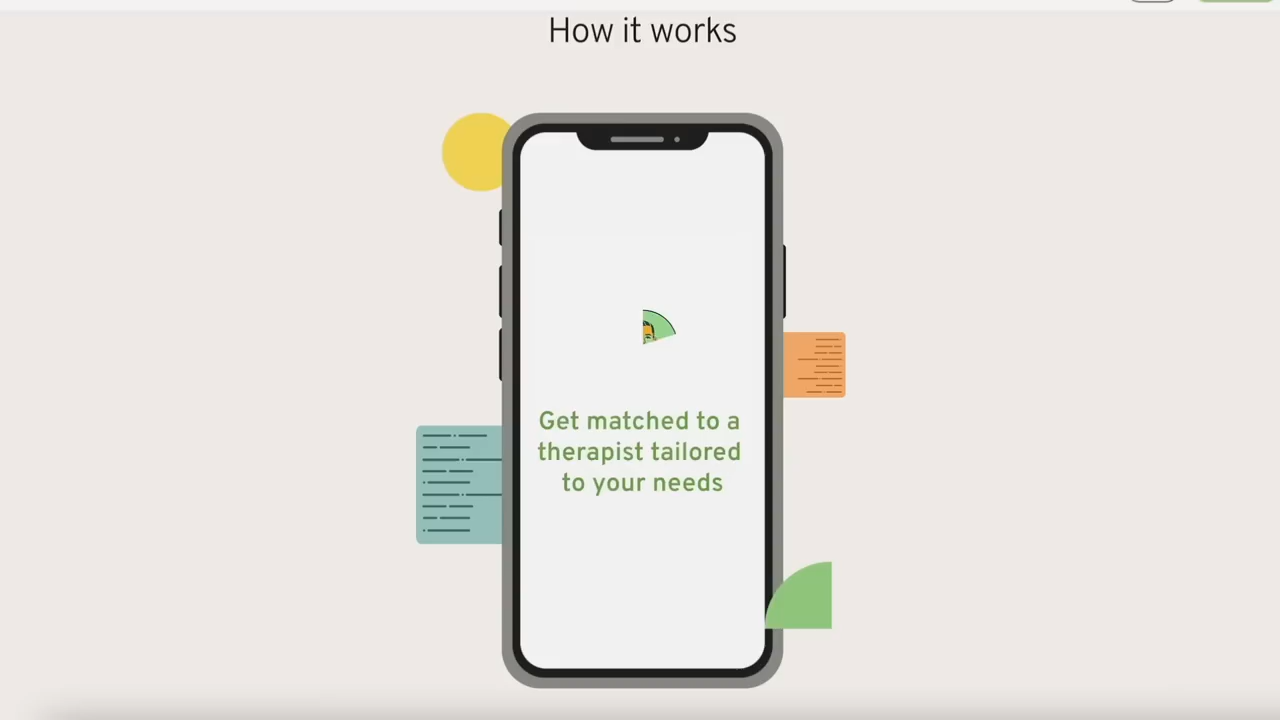 How it works
Get matched to a
therapist tailored
to your needs